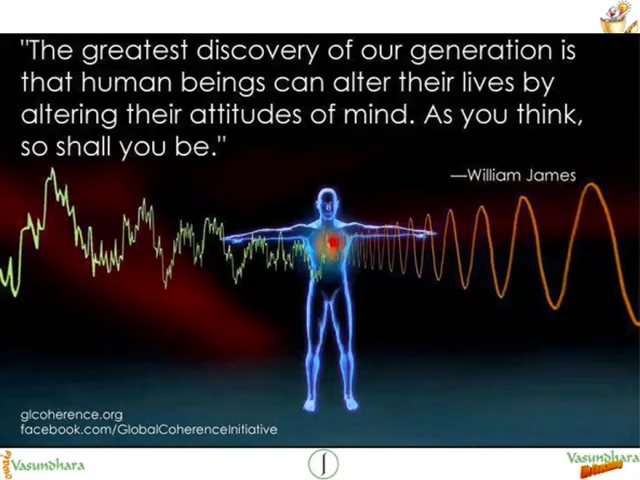 "The greatest discovery of our generation is
that human beings can alter their lives by
altering their attitudes of mind. As you think,
so shall you be."
—William James
glcoherence.org
facebook.com/GlobalCoherenceInitiative
Vasundhara
Vasundhara